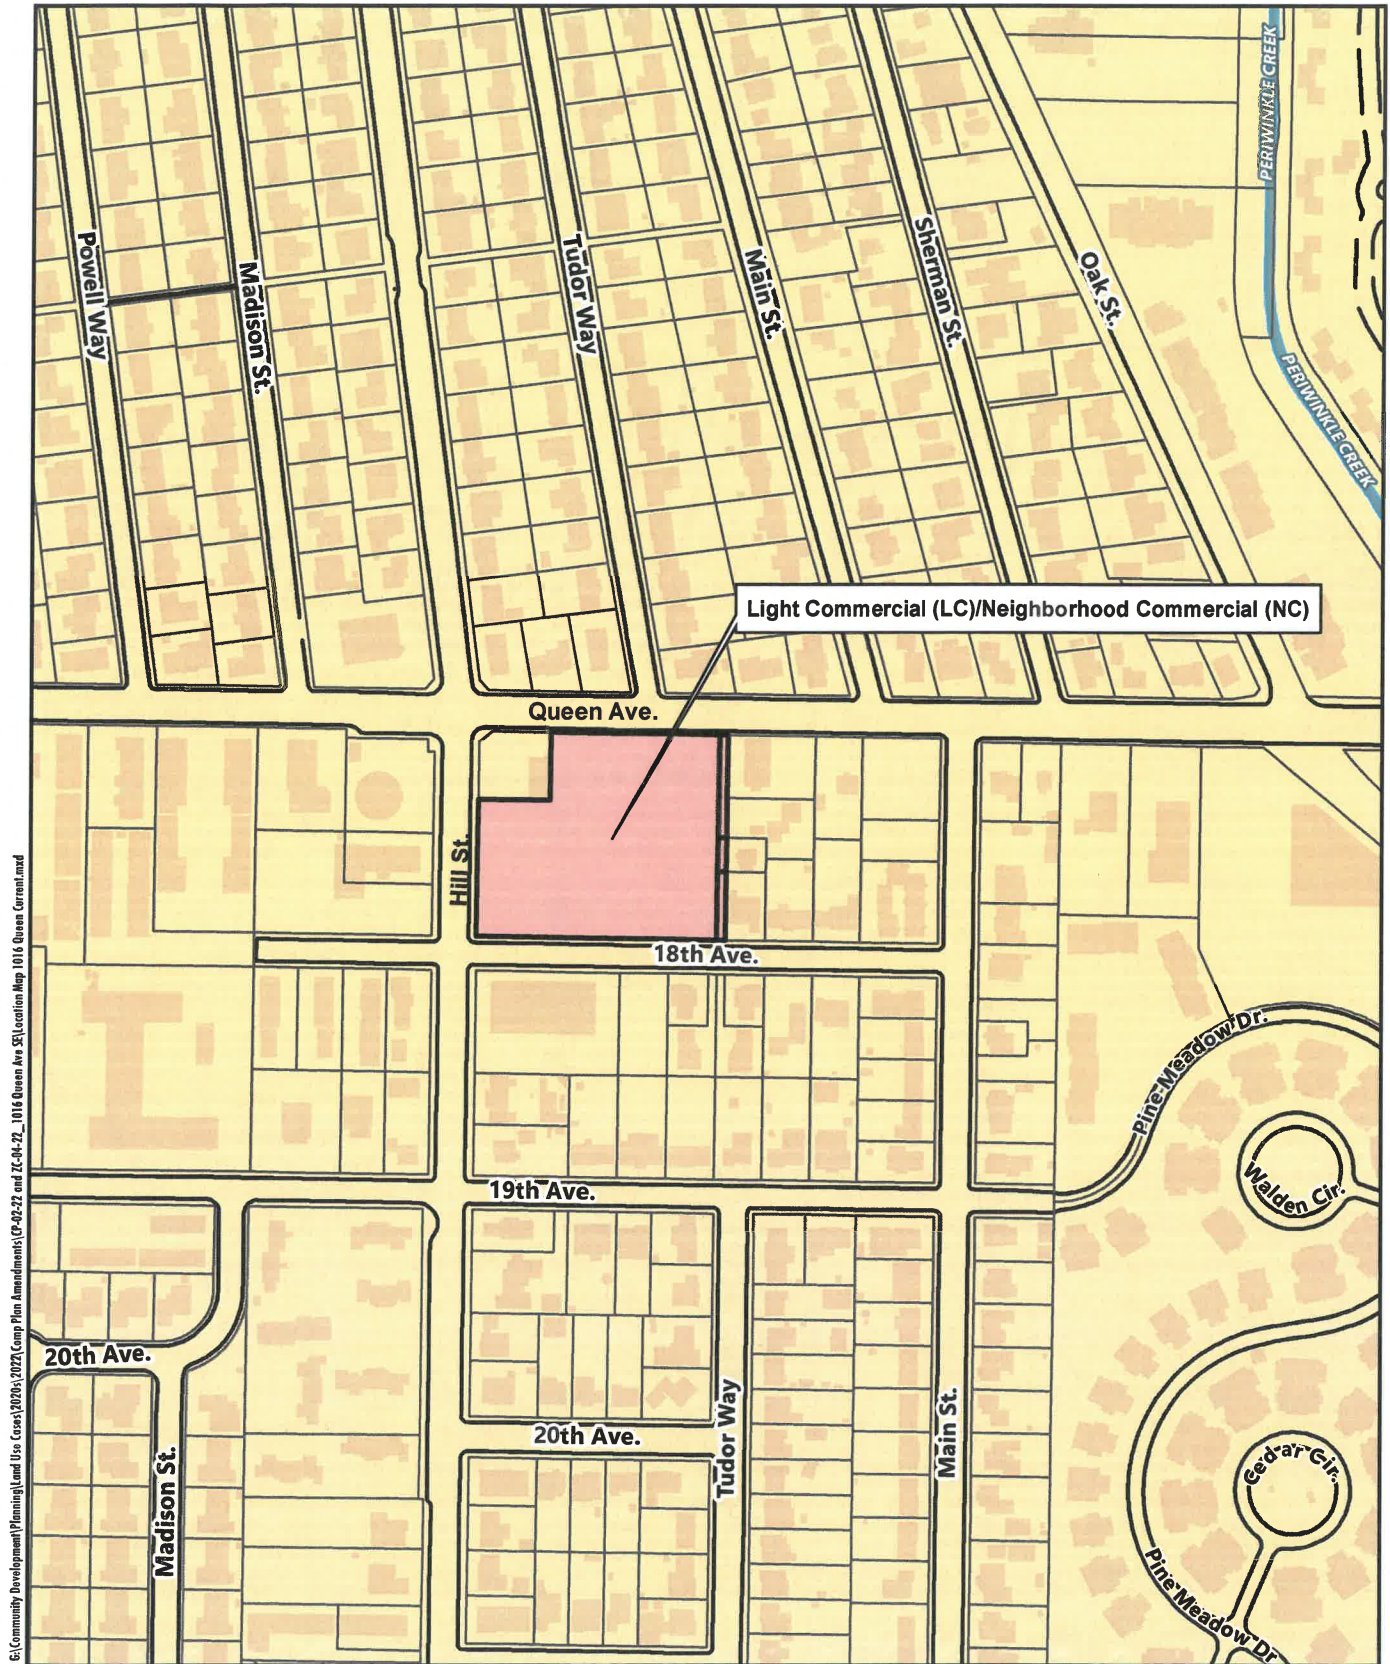 PERIWINKLE CREEK
Powell Way
Madison St.
Tudor Way
Main St.
Sherman St.
Oak St.
PERIWINKLE CREEK
Light Commercial (LC)/Neighborhood Commercial (NC)
Queen Ave.
Hill St.
18th Ave.
Pine Meadow Dr.
Walden Cir.
19th Ave.
20th Ave.
Madison St.
20th Ave.
Tudor Way
Main St.
Cedar Cir.
Pine Meadow Dr
G:\Community Development\Planning\Land Use Cases\2020s\2022\Comp Plan Amendments\CP-02-22 and ZC-04-22_1016 Queen Ave SE\Location Map 1016 Queen Current.mxd